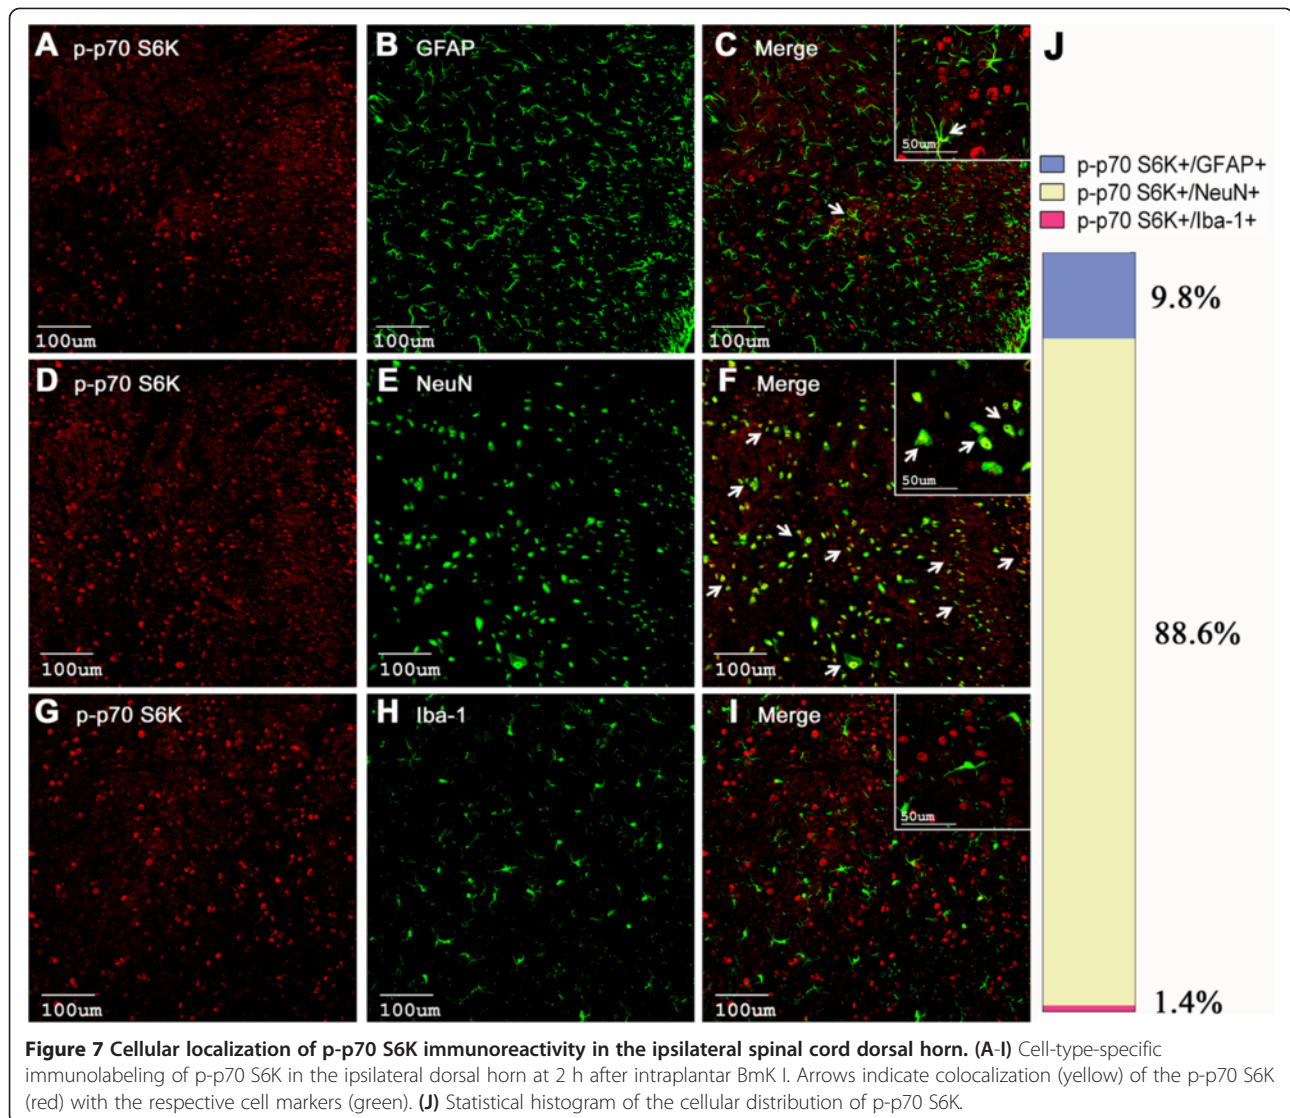 A p-p70 S6K
B GFAP
C Merge
50um
100um
100um
100um
D p-p70 S6K
E NeuN
F Merge
50um
100um
100um
100um
G p-p70 S6K
H Iba-1
I Merge
50um
100um
100um
100um
J
p-p70 S6K+/GFAP+
p-p70 S6K+/NeuN+
p-p70 S6K+/Iba-1+
9.8%
88.6%
1.4%
Figure 7 Cellular localization of p-p70 S6K immunoreactivity in the ipsilateral spinal cord dorsal horn. (A-I) Cell-type-specific
immunolabeling of p-p70 S6K in the ipsilateral dorsal horn at 2 h after intraplantar BmK I. Arrows indicate colocalization (yellow) of the p-p70 S6K
(red) with the respective cell markers (green). (J) Statistical histogram of the cellular distribution of p-p70 S6K.